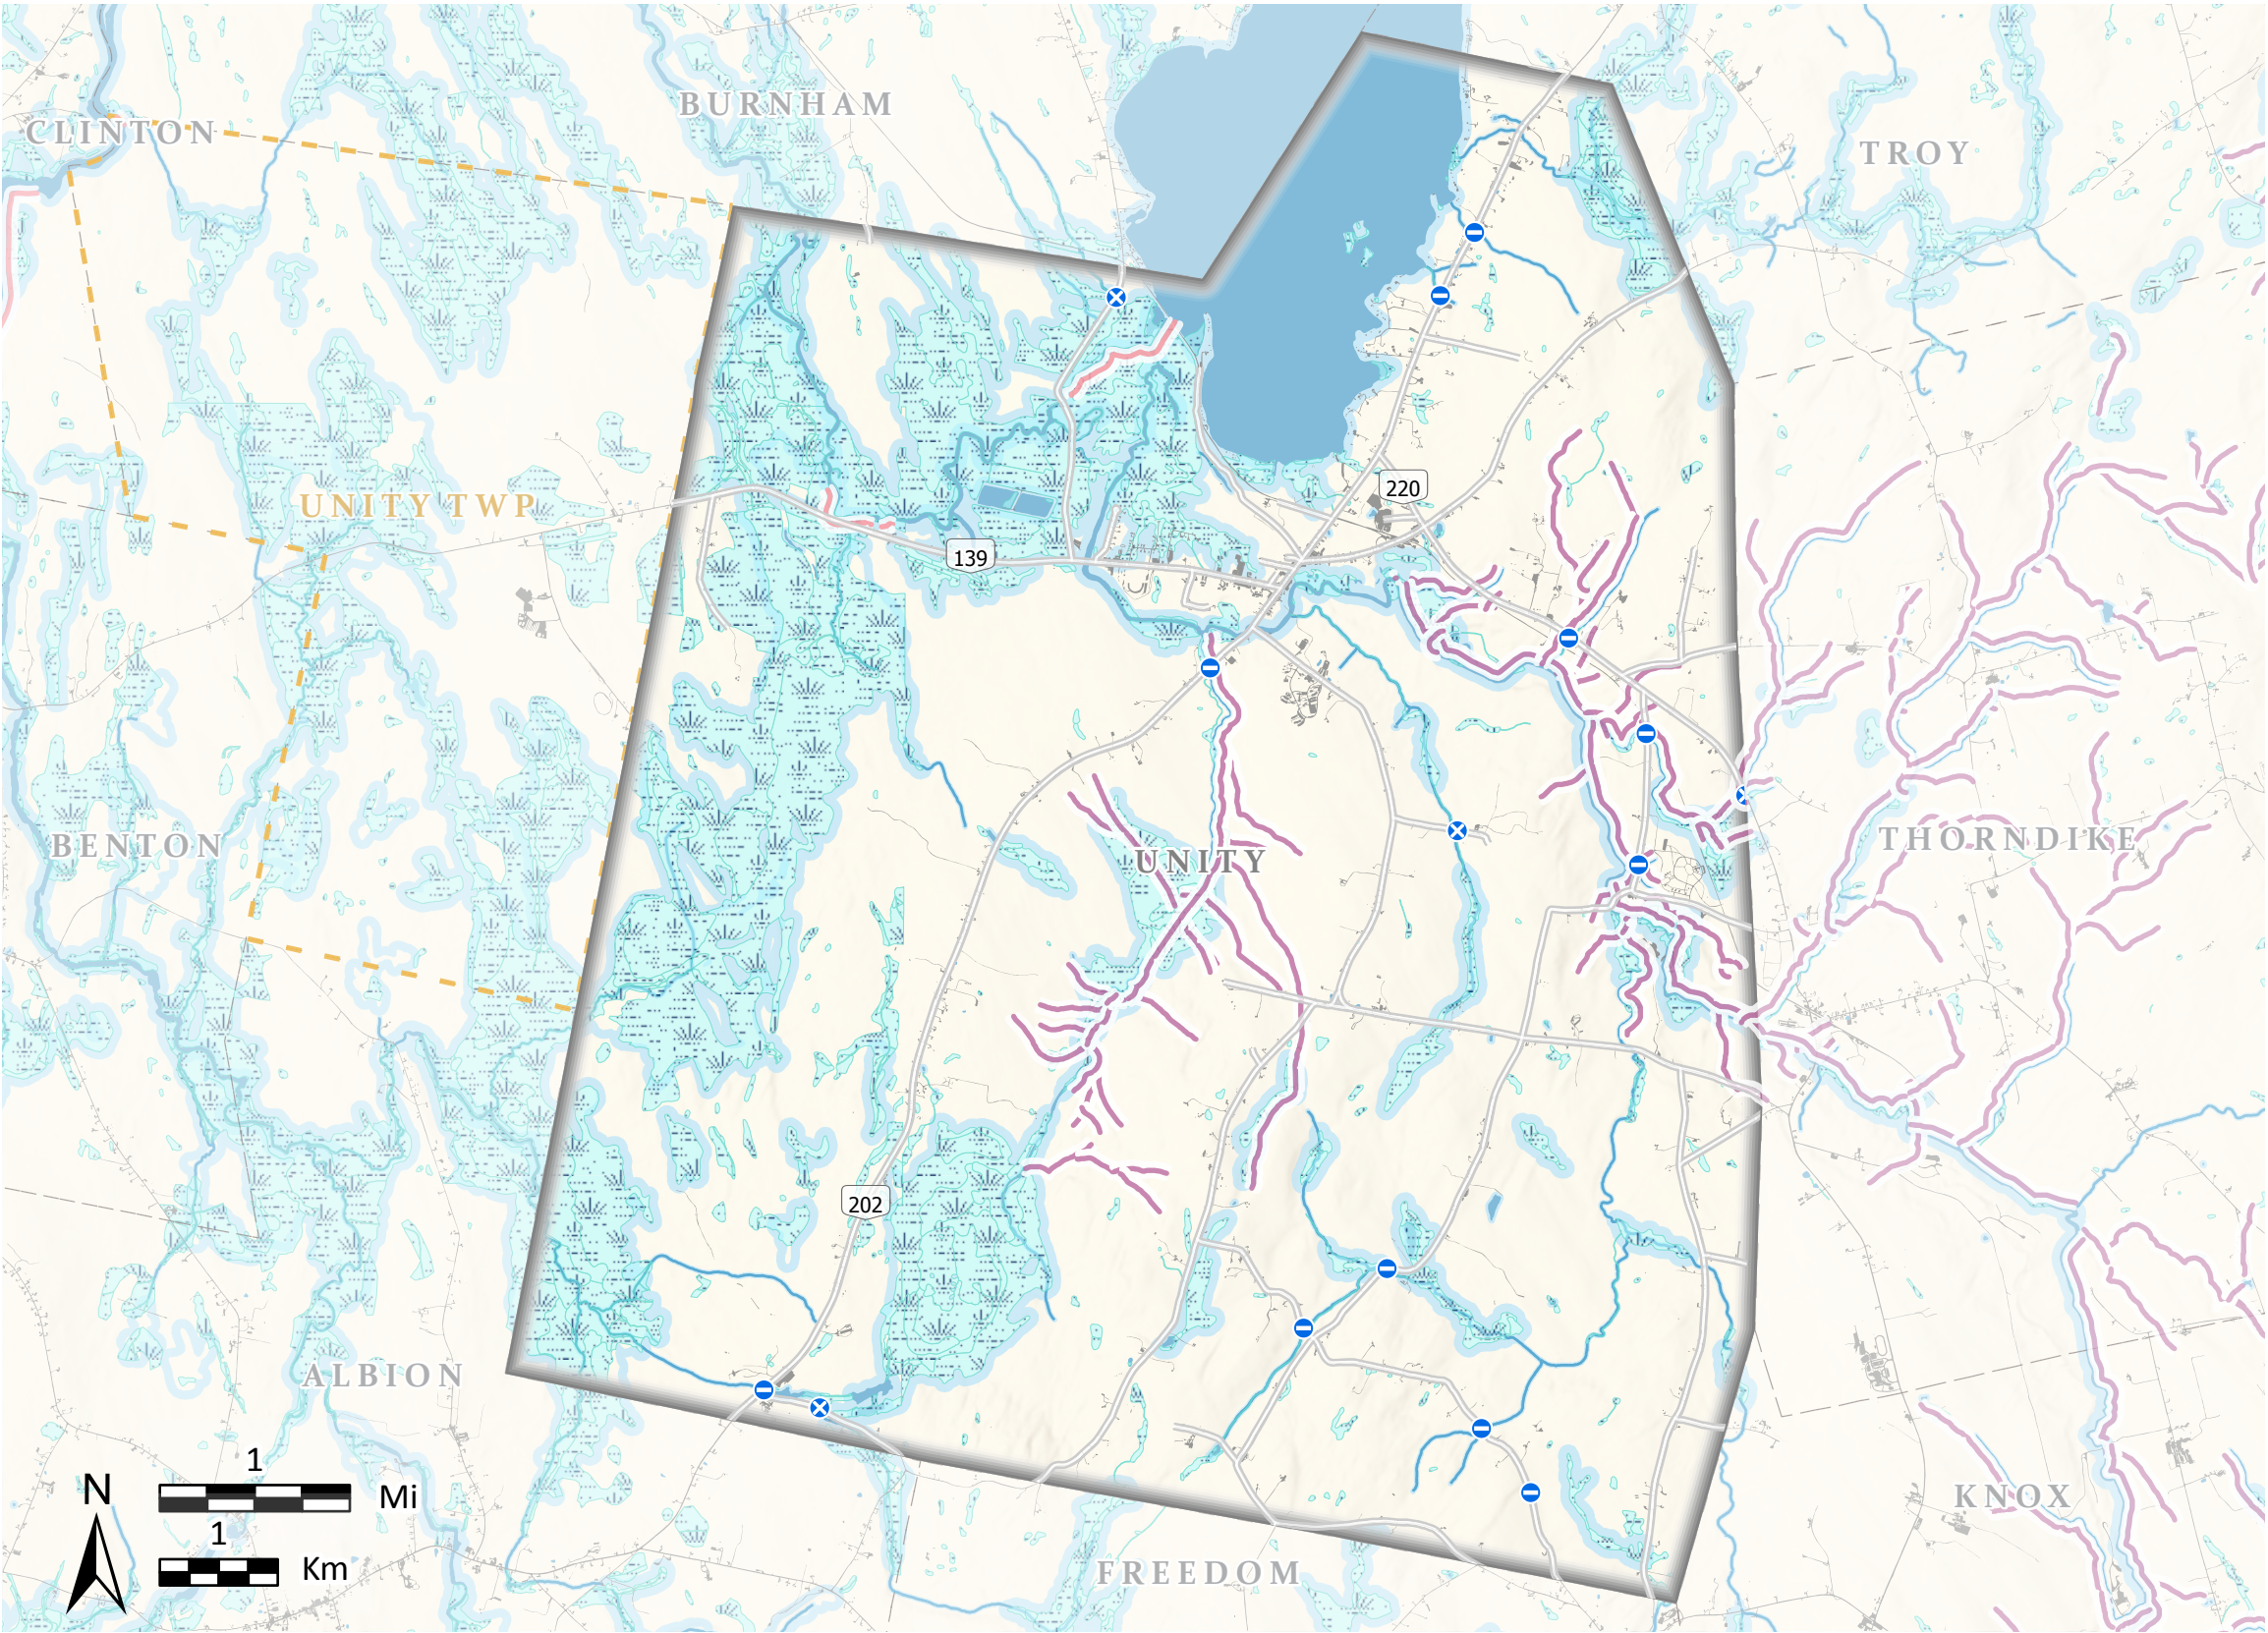 BURNHAM
CLINTON
TROY
220
UNITY TWP
139
THORNDIKE
BENTON
UNITY
202
ALBION
1
Mi
N
KNOX
1
Km
FREEDOM